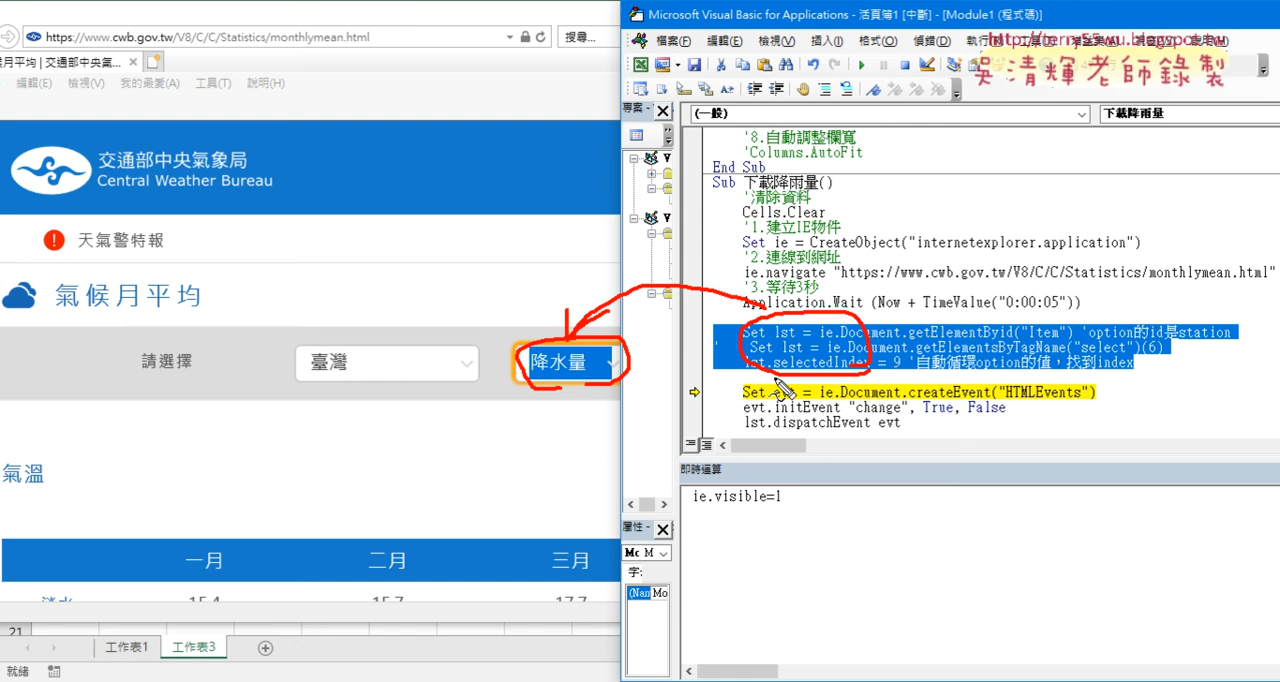 https://www.cwb.gov.tw/V8/C/C/Statistics/monthlymean.html
搜尋...
月平均 | 交通部中央氣象...
編輯(E) 檢視(V) 我的最愛(A) 工具(T) 說明(H)
交通部中央氣象局
Central Weather Bureau
天氣警特報
氣候月平均
請選擇
臺灣
降水量
氣溫
一月 二月 三月
淡水 15.4 15.7 17.7
21
工作表1 工作表3
就緒
Microsoft Visual Basic for Applications - 活頁簿1 [中斷] - [Module1 (程式碼)]
檔案(F) 編輯(E) 檢視(V) 插入(I) 格式(O) 偵錯(D)
吳清輝老師錄製
專案 -
(一般) 下載降雨量
'8.自動調整欄寬
'Columns.AutoFit
End Sub
Sub 下載降雨量()
'清除資料
Cells.Clear
'1.建立IE物件
Set ie = CreateObject("internetexplorer.application")
'2.連線到網址
ie.navigate "https://www.cwb.gov.tw/V8/C/C/Statistics/monthlymean.html"
'3.等待3秒
Application.Wait (Now + TimeValue("0:00:05"))
Set lst = ie.Document.getElementByid("Item") 'option的id是station
' Set lst = ie.Document.getElementsByTagName("select")(6)
lst.selectedIndex = 9 '自動循環option的值，找到index
Set = ie.Document.createEvent("HTMLEvents")
evt.initEvent "change", True, False
lst.dispatchEvent evt
即時運算
ie.visible=1
屬性 -
Mc M
字:
(Nam Mo